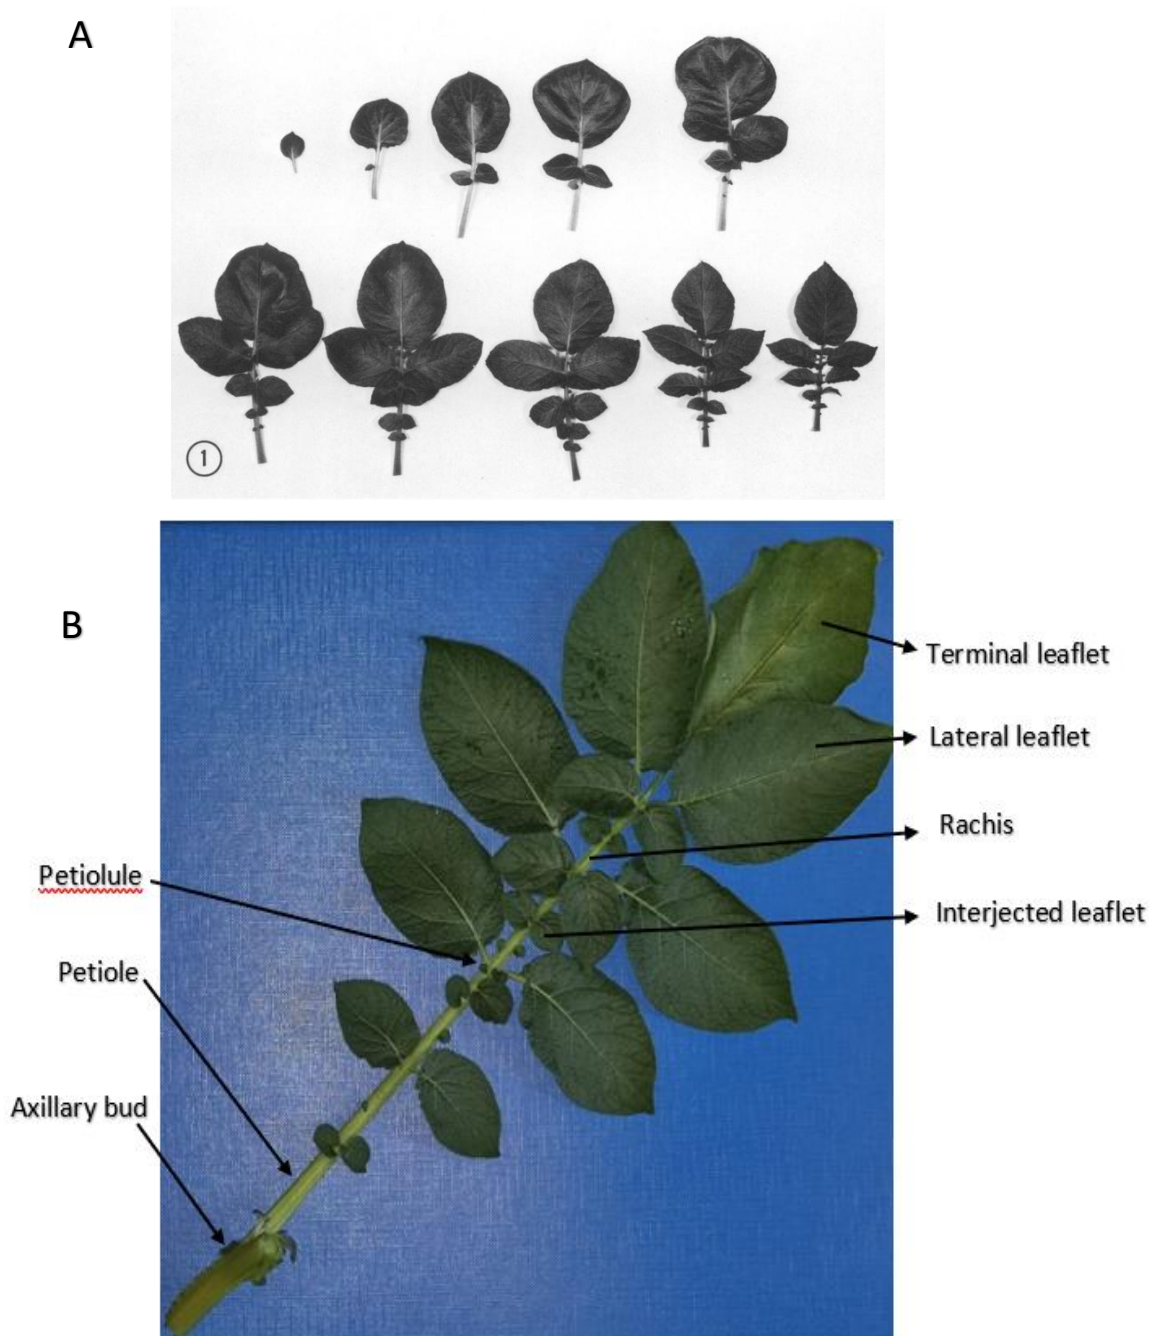 A
1
B
Terminal leaflet
Lateral leaflet
Rachis
Petiolule
Interjected leaflet
Petiole
Axillary bud